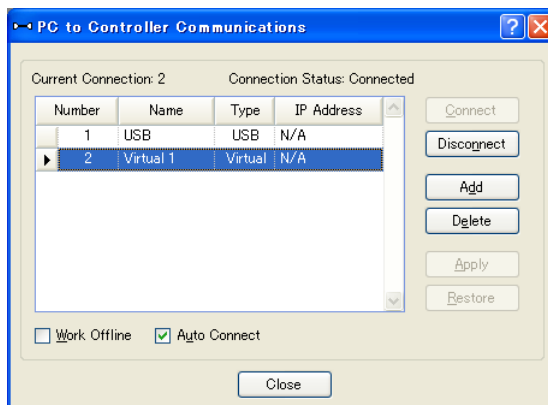 PC to Controller Communications
Current Connection: 2 Connection Status: Connected
Number Name Type IP Address
1 USB USB N/A
2 Virtual 1 Virtual N/A
Connect
Disconnect
Add
Delete
Apply
Restore
Work Offline Auto Connect
Close